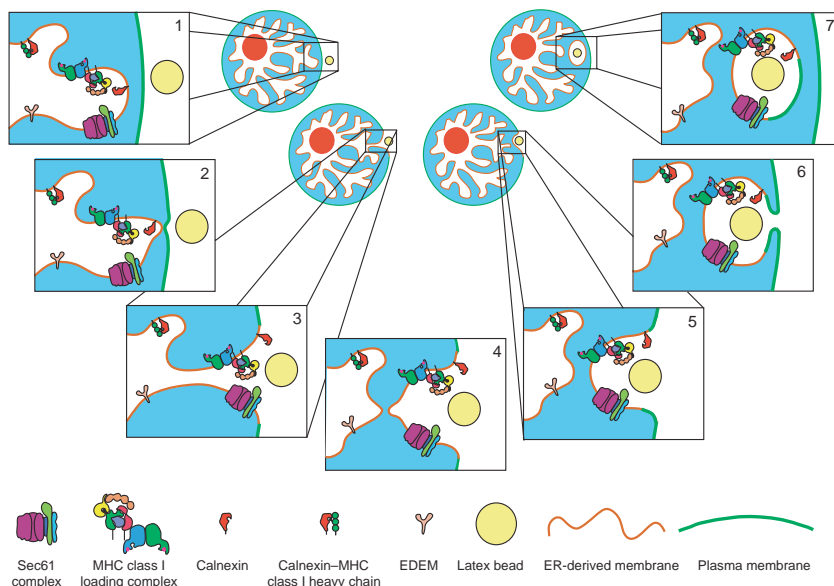 1
7
2
6
3
4
5
Sec61
complex
MHC class I
loading complex
Calnexin
Calnexin–MHC
class I heavy chain
EDEM
Latex bead
ER-derived membrane
Plasma membrane